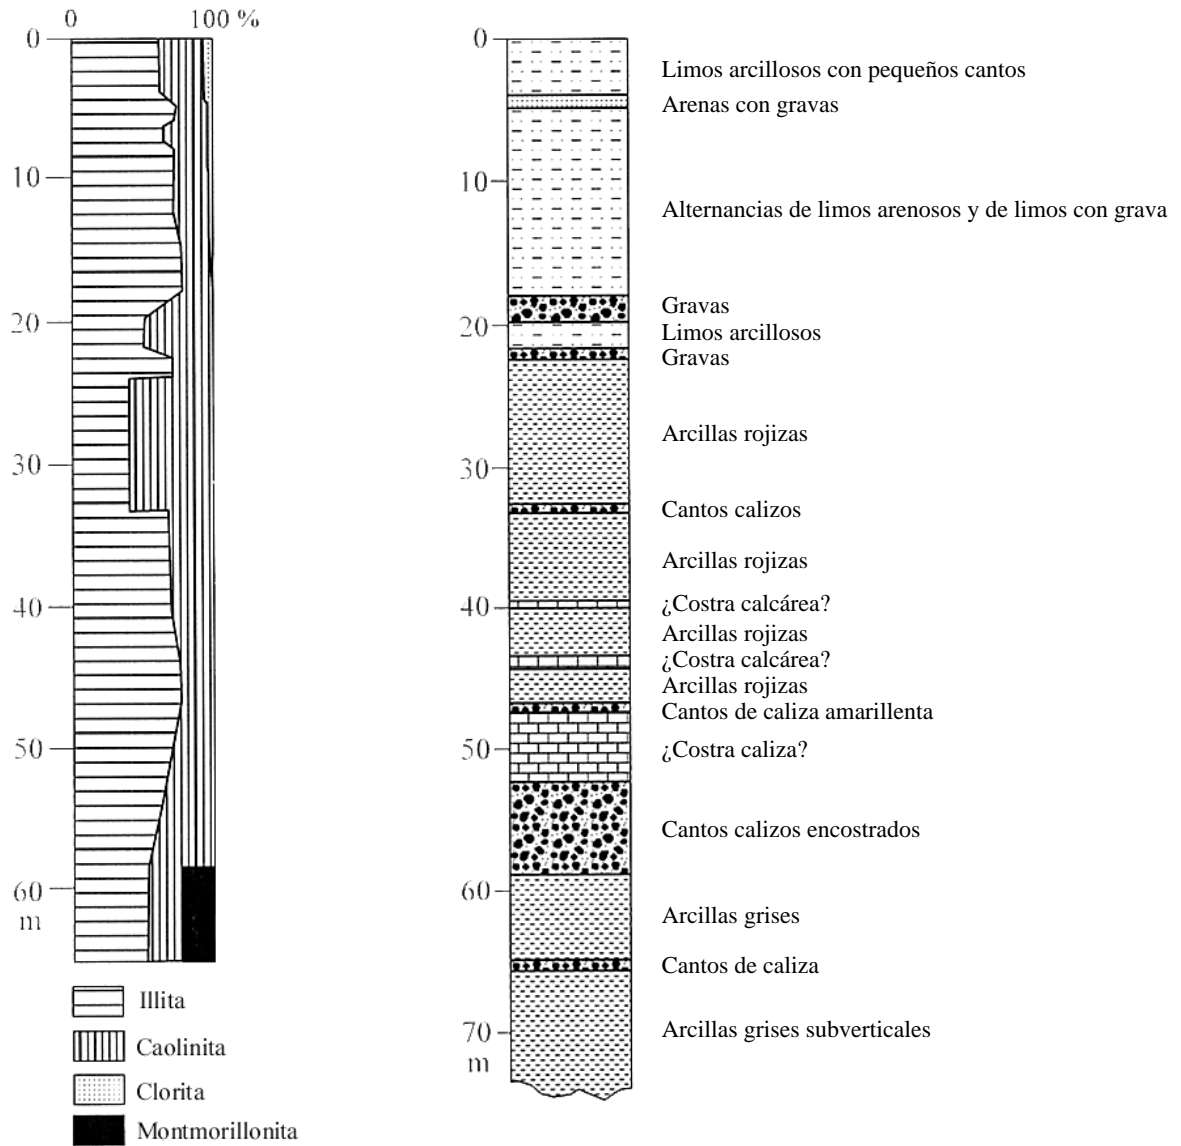 0 100 %
0
10
20
30
40
50
60
m
Illita
Caolinita
Clorita
Montmorillonita
0
10
20
30
40
50
60
70
m
Limos arcillosos con pequeños cantos
Arenas con gravas
Alternancias de limos arenosos y de limos con grava
Gravas
Limos arcillosos
Gravas
Arcillas rojizas
Cantos calizos
Arcillas rojizas
¿Costra calcárea?
Arcillas rojizas
¿Costra calcárea?
Arcillas rojizas
Cantos de caliza amarillenta
¿Costra caliza?
Cantos calizos encostrados
Arcillas grises
Cantos de caliza
Arcillas grises subverticales